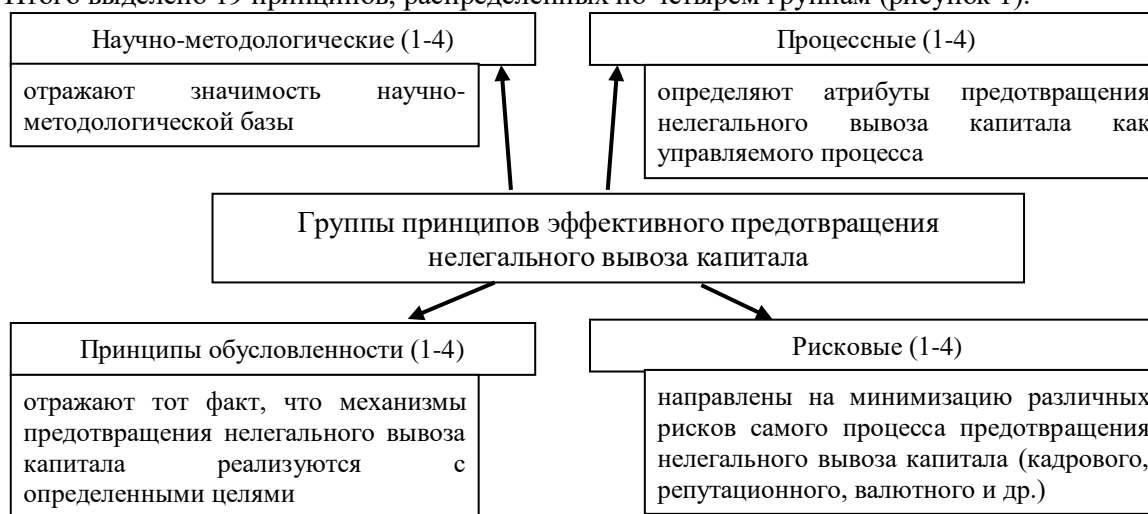 Итого выделено 19 принципов, распределенных по четырем группам (рисунок 1).
Научно-методологические (1-4)
отражают значимость научно-
методологической базы
Процессные (1-4)
определяют атрибуты предотвращения
нелегального вывоза капитала как
управляемого процесса
Группы принципов эффективного предотвращения
нелегального вывоза капитала
Принципы обусловленности (1-4)
отражают тот факт, что механизмы
предотвращения нелегального вывоза
капитала реализуются с
определенными целями
Рисковые (1-4)
направлены на минимизацию различных
рисков самого процесса предотвращения
нелегального вывоза капитала (кадрового,
репутационного, валютного и др.)